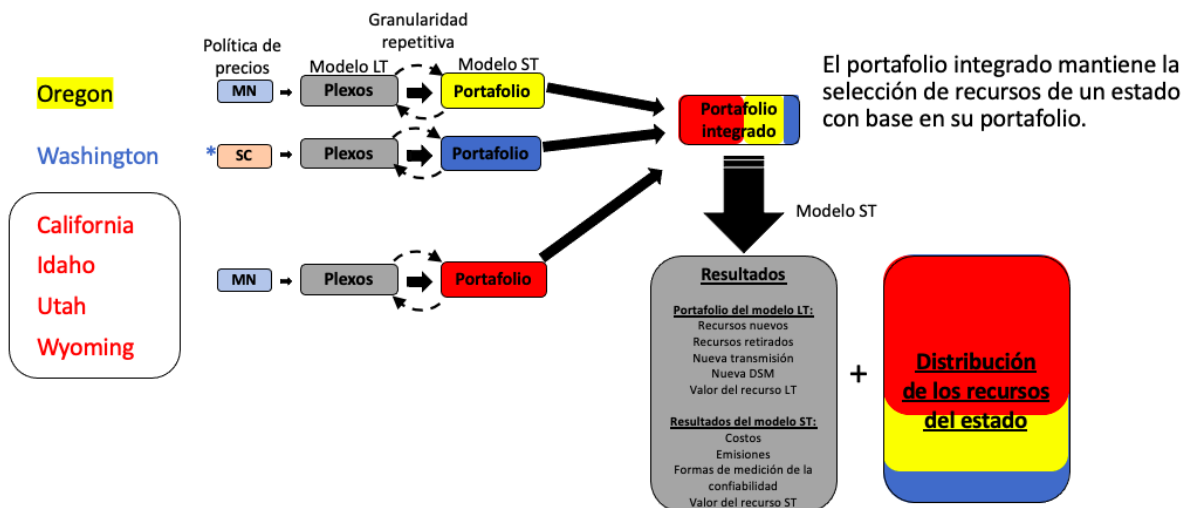 Granularidad
repetitiva
Política de
precios
Modelo LT
Modelo ST
Oregon
MN
Plexos
Portafolio
Washington
*
SC
Plexos
Portafolio
California
Idaho
Utah
Wyoming
MN
Plexos
Portafolio
Portafolio
integrado
El portafolio integrado mantiene la
selección de recursos de un estado
con base en su portafolio.
Modelo ST
Resultados
Portafolio del modelo LT:
Recursos nuevos
Recursos retirados
Nueva transmisión
Nueva DSM
Valor del recurso LT
Resultados del modelo ST:
Costos
Emisiones
Formas de medición de la
confiabilidad
Valor del recurso ST
+
Distribución
de los recursos
del estado